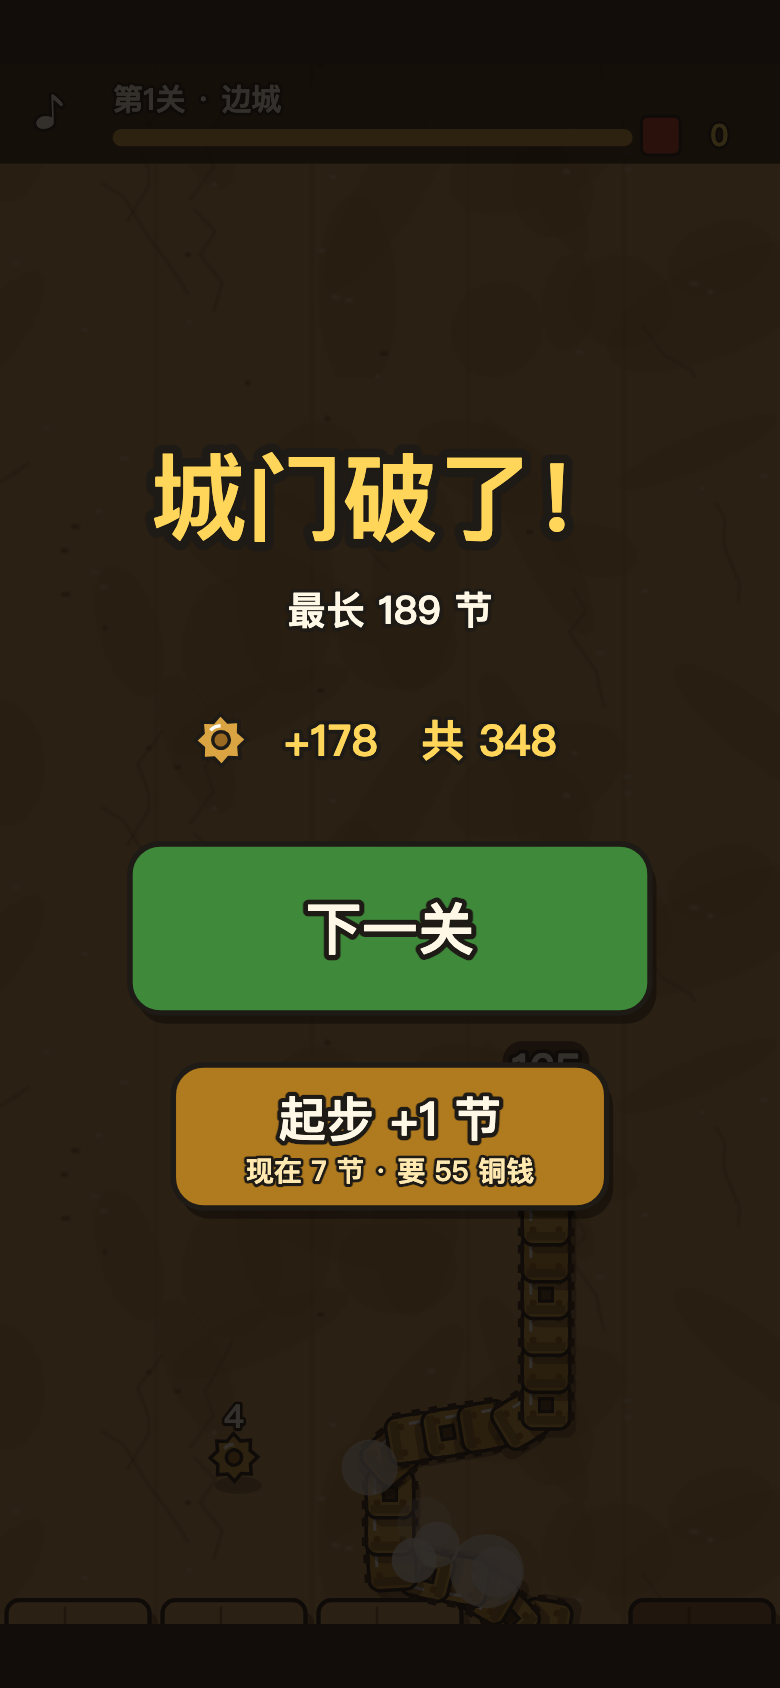 第1关 · 边城
0
城门破了！
最长 189 节
+178 共 348
下一关
起步 +1 节
现在 7 节 · 要 55 铜钱
4